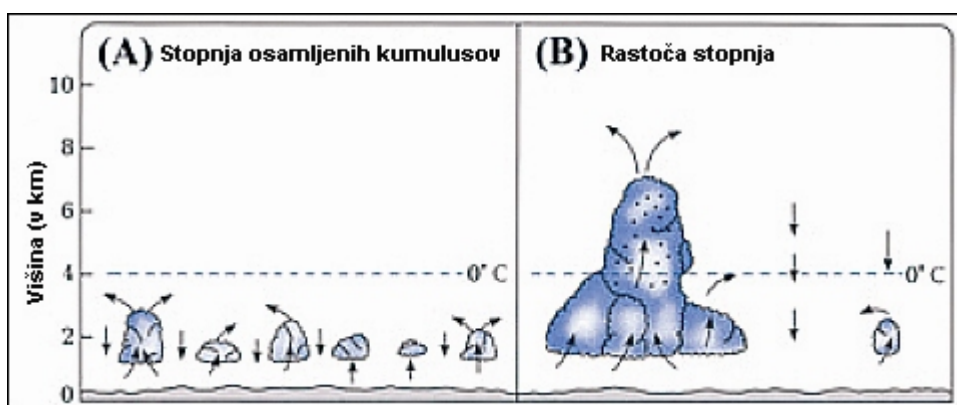 (A) Stopnja osamljenih kumulusov
(B) Rastoča stopnja
Višina (v km)
10
8
6
4
2
0
0° C
0° C